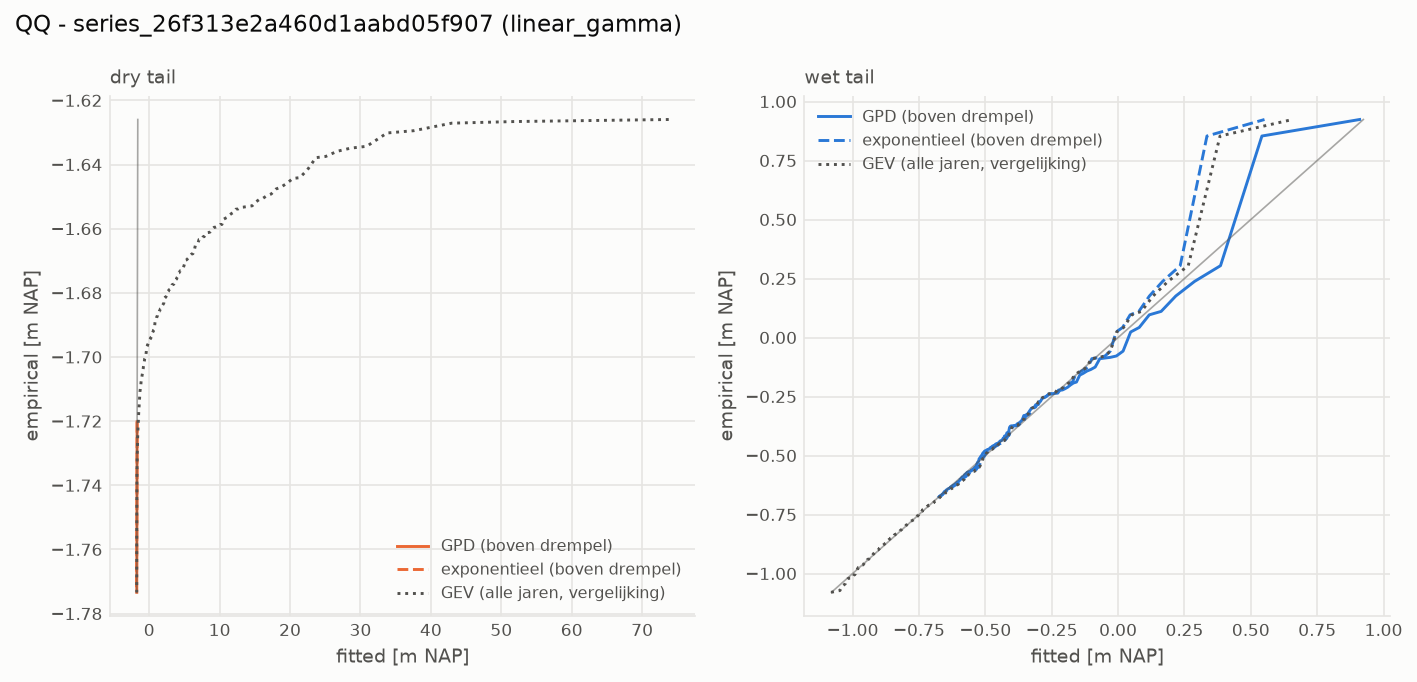 QQ - series_26f313e2a460d1aabd05f907 (linear_gamma)
dry tail
−1.62
−1.64
−1.66
−1.68
−1.70
−1.72
−1.74
−1.76
−1.78
empirical [m NAP]
GPD (boven drempel)
exponentieel (boven drempel)
GEV (alle jaren, vergelijking)
0 10 20 30 40 50 60 70
fitted [m NAP]
wet tail
1.00
0.75
0.50
0.25
0.00
−0.25
−0.50
−0.75
−1.00
empirical [m NAP]
GPD (boven drempel)
exponentieel (boven drempel)
GEV (alle jaren, vergelijking)
−1.00 −0.75 −0.50 −0.25 0.00 0.25 0.50 0.75 1.00
fitted [m NAP]